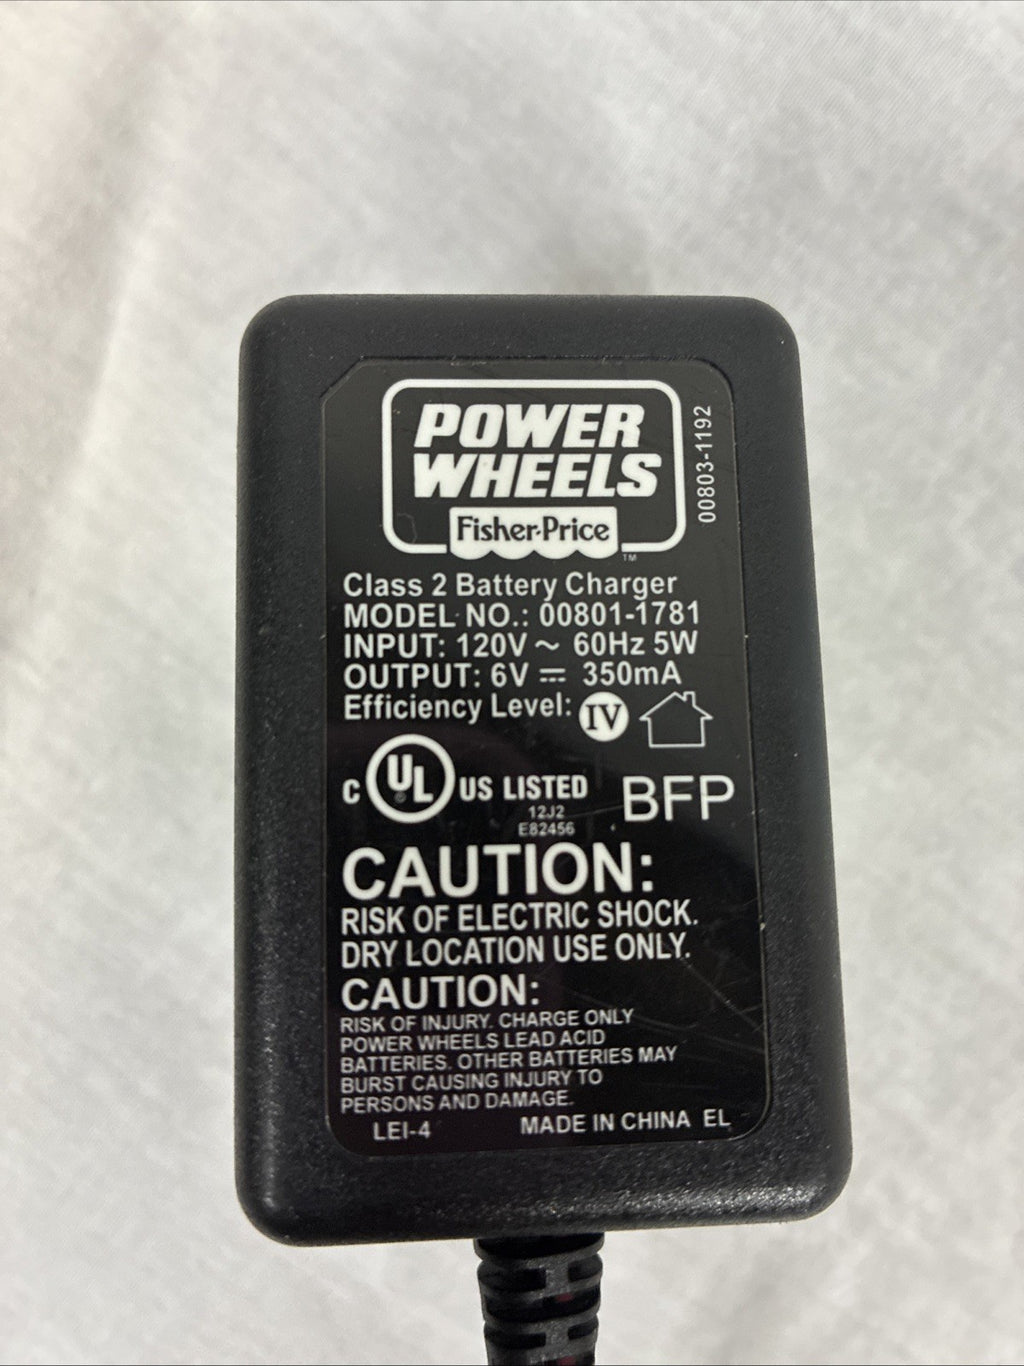 POWER
WHEELS
Fisher-Price
TM
00803-1192
Class 2 Battery Charger
MODEL NO.: 00801-1781
INPUT: 120V ~ 60Hz 5W
OUTPUT: 6V ⎓ 350mA
Efficiency Level: IV
C UL ® US LISTED
12J2
E82456
BFP
CAUTION:
RISK OF ELECTRIC SHOCK.
DRY LOCATION USE ONLY.
CAUTION:
RISK OF INJURY. CHARGE ONLY
POWER WHEELS LEAD ACID
BATTERIES. OTHER BATTERIES MAY
BURST CAUSING INJURY TO
PERSONS AND DAMAGE.
LEI-4 MADE IN CHINA EL